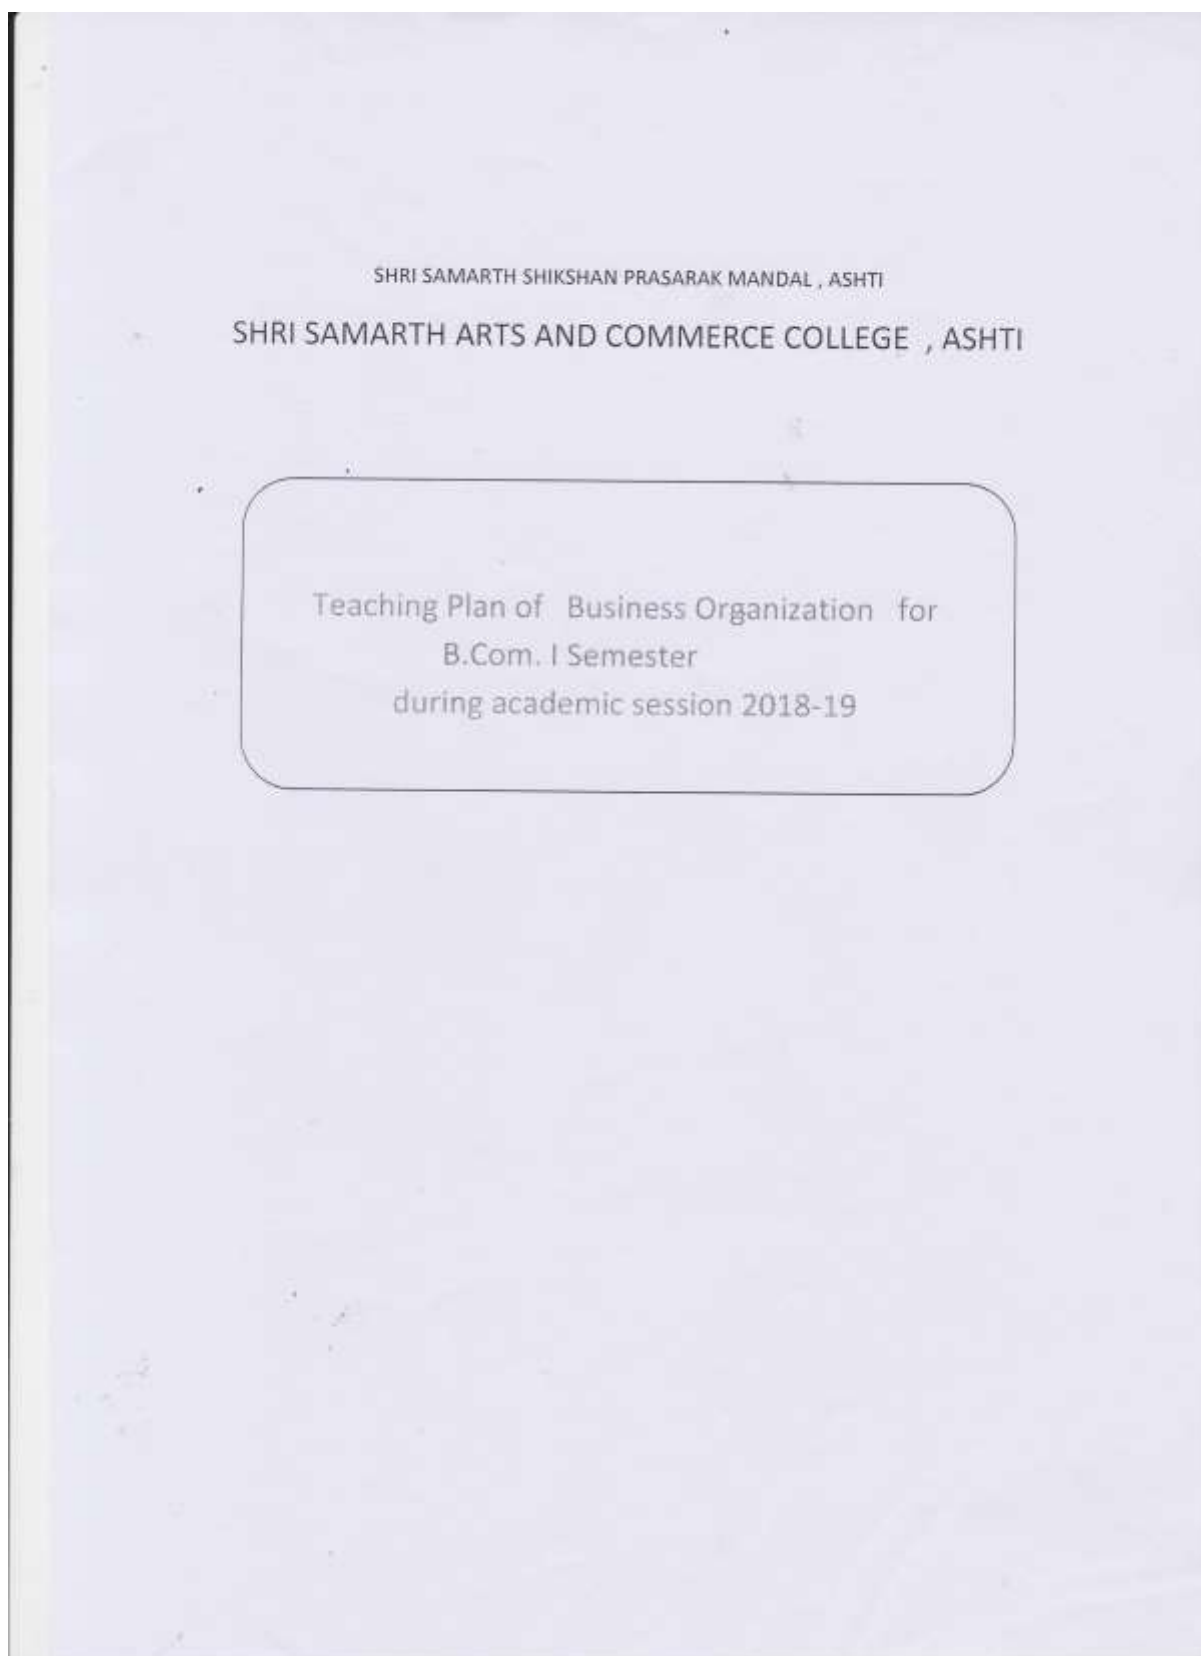 SHRI SAMARTH SHIKSHAN PRASARAK MANDAL , ASHTI
SHRI SAMARTH ARTS AND COMMERCE COLLEGE , ASHTI
Teaching Plan of Business Organization for
B.Com. I Semester
during academic session 2018-19